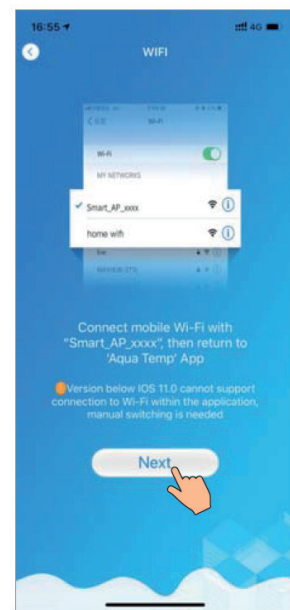 16:55
4G
WIFI
Wi-Fi
Wi-Fi
MY NETWORKS
Smart_AP_xxxx
home wifi
Connect mobile Wi-Fi with
"Smart_AP_xxxx", then return to
'Aqua Temp' App
Version below IOS 11.0 cannot support
connection to Wi-Fi within the application,
manual switching is needed
Next